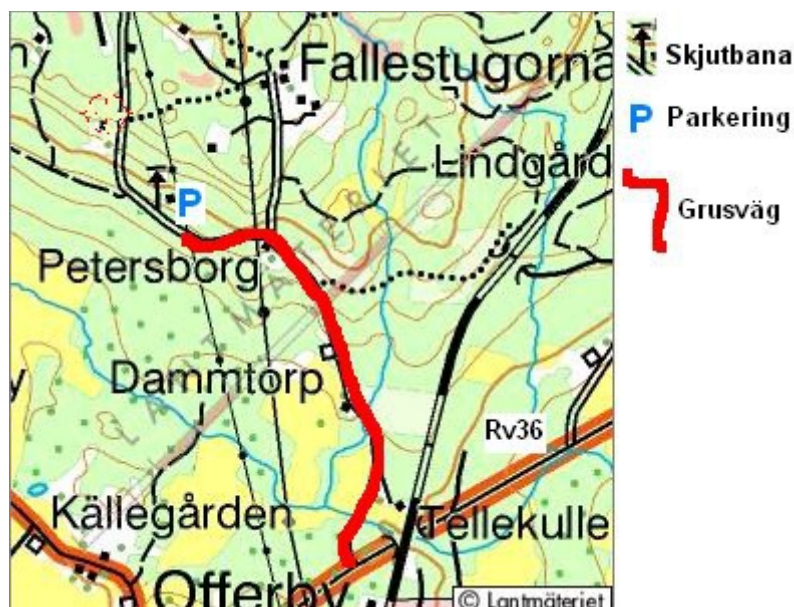 Fallestugorna
Skjutbana
P Parkering
Lindgård
P
Grusväg
Petersborg
LANTMÄTERIET
Dammtorp
y
Rv36
Källegården
Tellekulle
Offerby
© Lantmäteriet